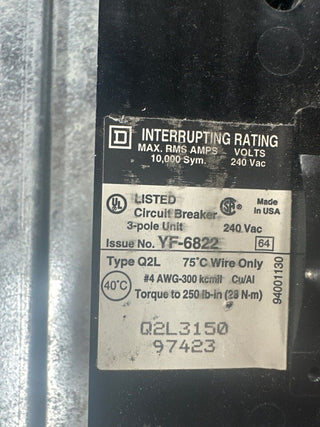 INTERRUPTING RATING
MAX. RMS AMPS VOLTS
10,000 Sym. 240 Vac
LISTED
Circuit Breaker
3-pole Unit 240 Vac
Made in USA
Issue No. YF-6822 64
Type Q2L 75°C Wire Only
40°C #4 AWG-300 kcmil Cu/Al
Torque to 250 lb-in (28 N·m)
94001130
Q2L3150
97423